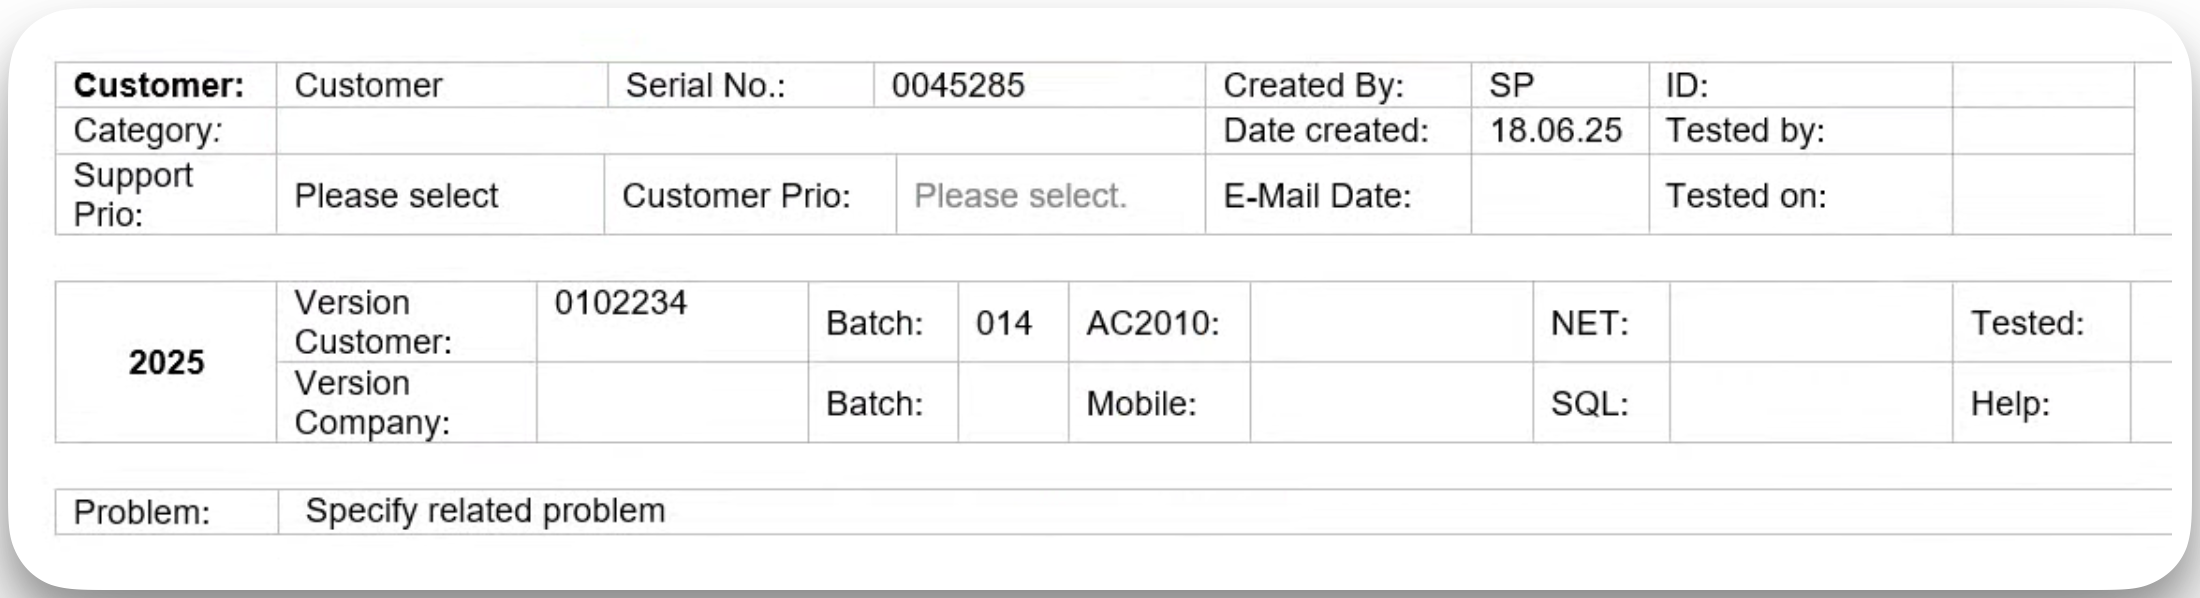 Customer: Customer Serial No.: 0045285 Created By: SP ID:
Category: Date created: 18.06.25 Tested by:
Support Prio: Please select Customer Prio: Please select. E-Mail Date: Tested on:
2025
Version Customer: 0102234 Batch: 014 AC2010: NET: Tested:
Version Company: Batch: Mobile: SQL: Help:
Problem: Specify related problem